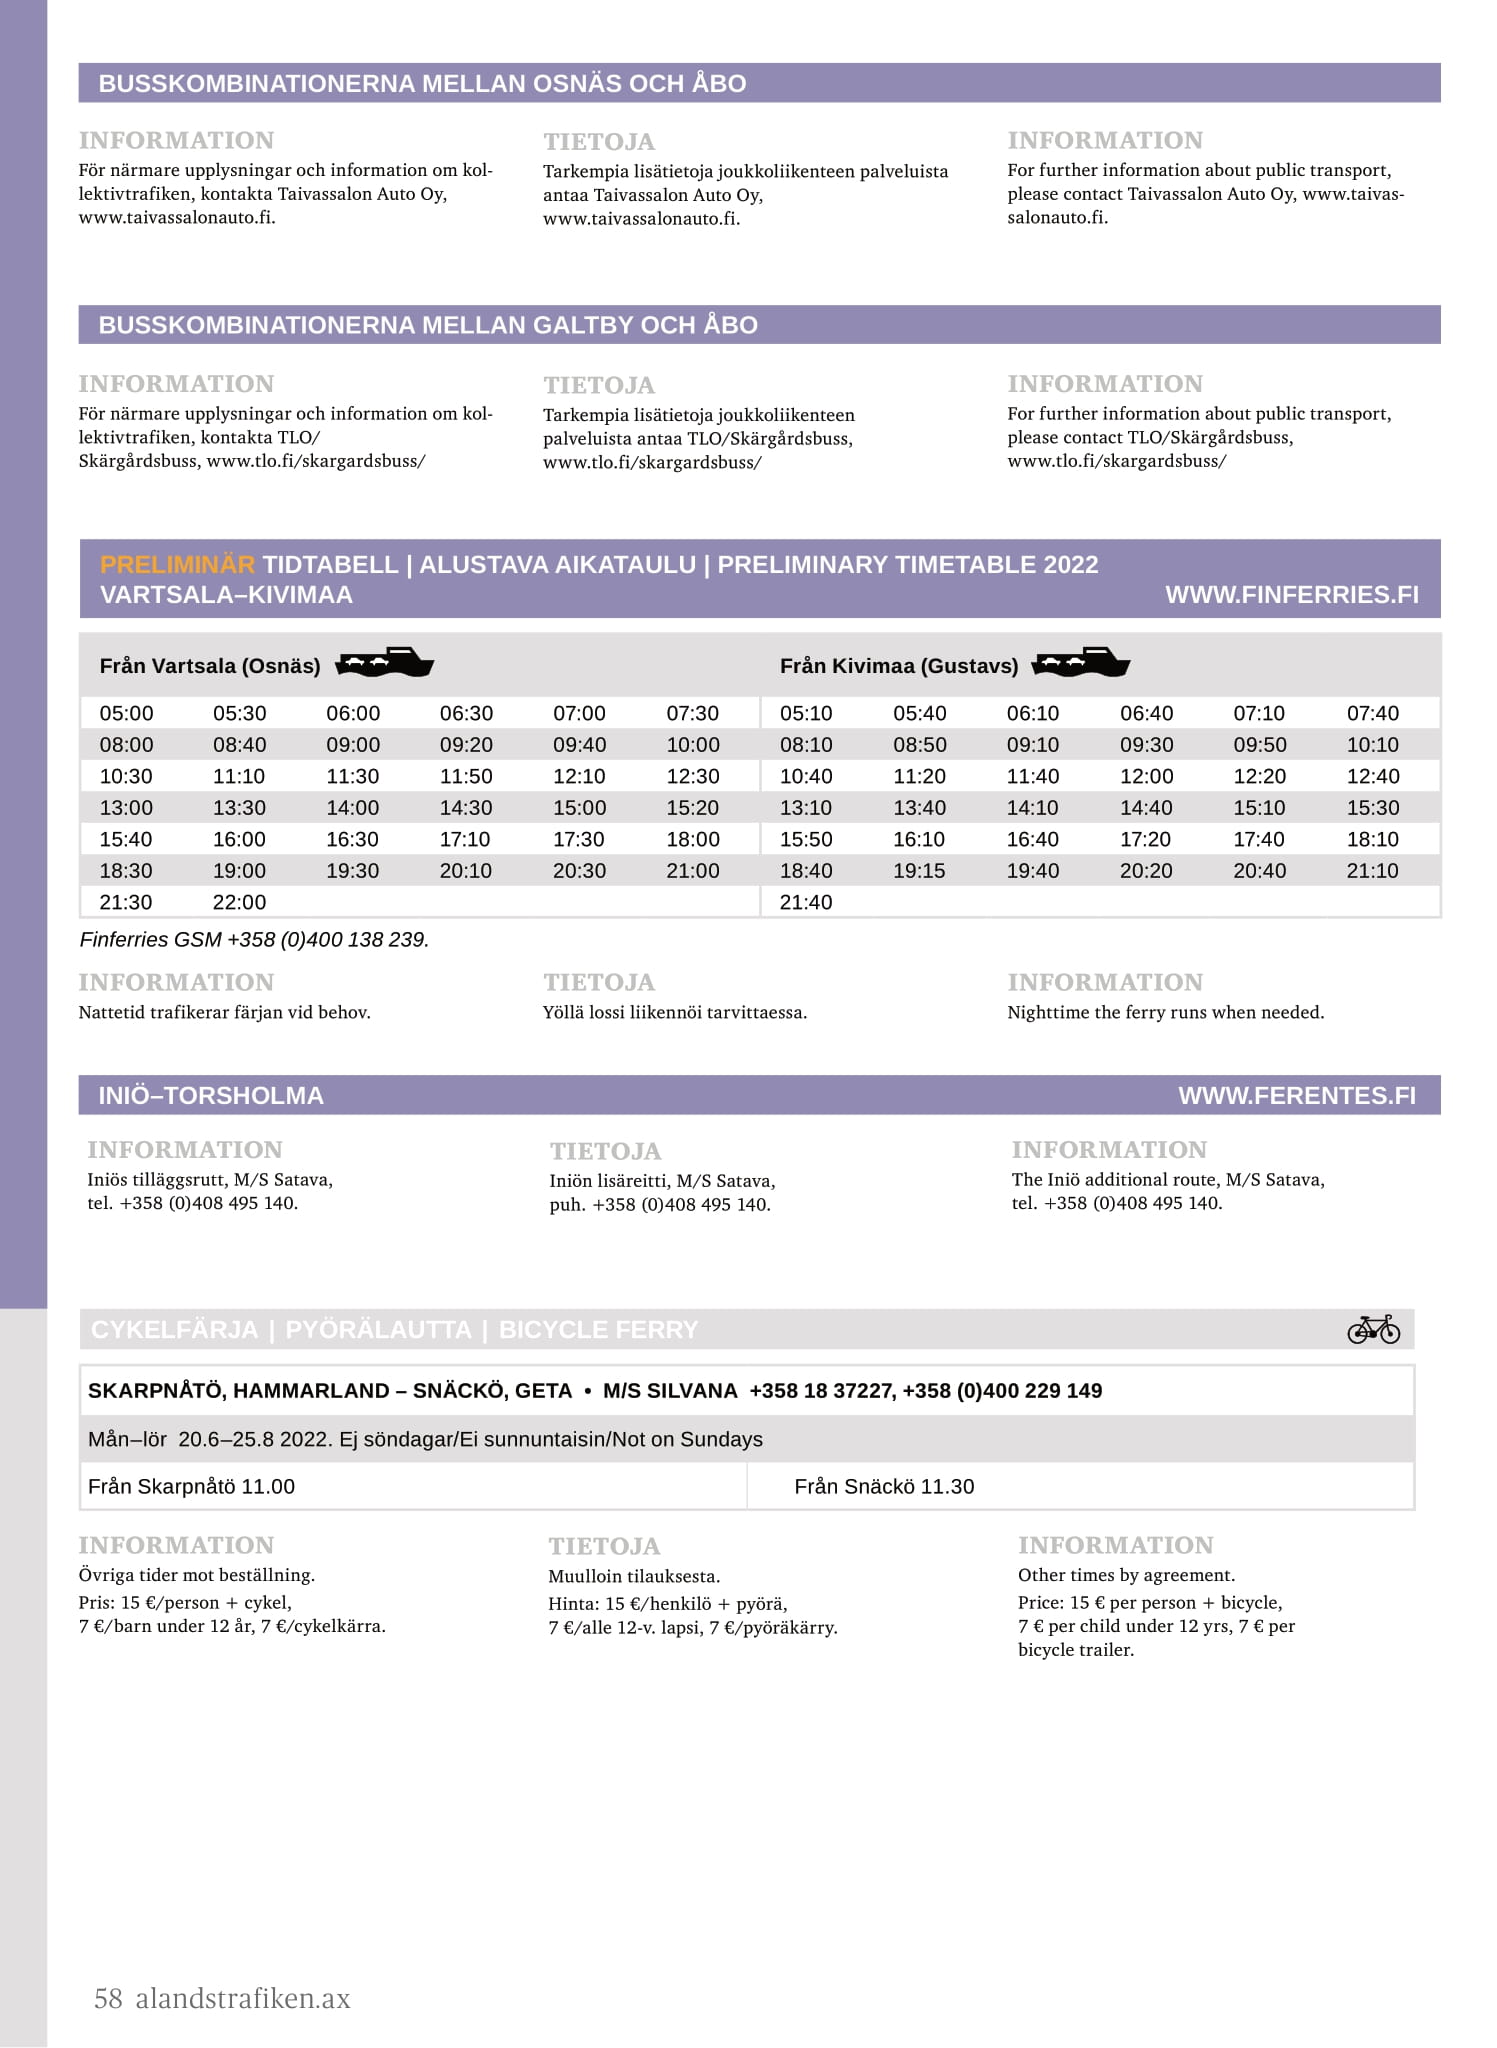 BUSSKOMBINATIONERNA MELLAN OSNÄS OCH ÅBO
INFORMATION
För närmare upplysningar och information om kol-
lektivtrafiken, kontakta Taivassalon Auto Oy,
www.taivassalonauto.fi.
TIETOJA
Tarkempia lisätietoja joukkoliikenteen palveluista
antaa Taivassalon Auto Oy,
www.taivassalonauto.fi.
INFORMATION
For further information about public transport,
please contact Taivassalon Auto Oy, www.taivas-
salonauto.fi.
BUSSKOMBINATIONERNA MELLAN GALTBY OCH ÅBO
INFORMATION
För närmare upplysningar och information om kol-
lektivtrafiken, kontakta TLO/
Skärgårdsbuss, www.tlo.fi/skargardsbuss/
TIETOJA
Tarkempia lisätietoja joukkoliikenteen
palveluista antaa TLO/Skärgårdsbuss,
www.tlo.fi/skargardsbuss/
INFORMATION
For further information about public transport,
please contact TLO/Skärgårdsbuss,
www.tlo.fi/skargardsbuss/
PRELIMINÄR TIDTABELL | ALUSTAVA AIKATAULU | PRELIMINARY TIMETABLE 2022
VARTSALA–KIVIMAA WWW.FINFERRIES.FI
Från Vartsala (Osnäs) Från Kivimaa (Gustavs)
05:00 05:30 06:00 06:30 07:00 07:30 05:10 05:40 06:10 06:40 07:10 07:40
08:00 08:40 09:00 09:20 09:40 10:00 08:10 08:50 09:10 09:30 09:50 10:10
10:30 11:10 11:30 11:50 12:10 12:30 10:40 11:20 11:40 12:00 12:20 12:40
13:00 13:30 14:00 14:30 15:00 15:20 13:10 13:40 14:10 14:40 15:10 15:30
15:40 16:00 16:30 17:10 17:30 18:00 15:50 16:10 16:40 17:20 17:40 18:10
18:30 19:00 19:30 20:10 20:30 21:00 18:40 19:15 19:40 20:20 20:40 21:10
21:30 22:00 21:40
Finferries GSM +358 (0)400 138 239.
INFORMATION
Nattetid trafikerar färjan vid behov.
TIETOJA
Yöllä lossi liikennöi tarvittaessa.
INFORMATION
Nighttime the ferry runs when needed.
INIÖ–TORSHOLMA WWW.FERENTES.FI
INFORMATION
Iniös tilläggsrutt, M/S Satava,
tel. +358 (0)408 495 140.
TIETOJA
Iniön lisäreitti, M/S Satava,
puh. +358 (0)408 495 140.
INFORMATION
The Iniö additional route, M/S Satava,
tel. +358 (0)408 495 140.
CYKELFÄRJA | PYÖRÄLAUTTA | BICYCLE FERRY
SKARPNÅTÖ, HAMMARLAND – SNÄCKÖ, GETA • M/S SILVANA +358 18 37227, +358 (0)400 229 149
Mån–lör 20.6–25.8 2022. Ej söndagar/Ei sunnuntaisin/Not on Sundays
Från Skarpnåtö 11.00 Från Snäckö 11.30
INFORMATION
Övriga tider mot beställning.
Pris: 15 €/person + cykel,
7 €/barn under 12 år, 7 €/cykelkärra.
TIETOJA
Muulloin tilauksesta.
Hinta: 15 €/henkilö + pyörä,
7 €/alle 12-v. lapsi, 7 €/pyöräkärry.
INFORMATION
Other times by agreement.
Price: 15 € per person + bicycle,
7 € per child under 12 yrs, 7 € per
bicycle trailer.
58 alandstrafiken.ax